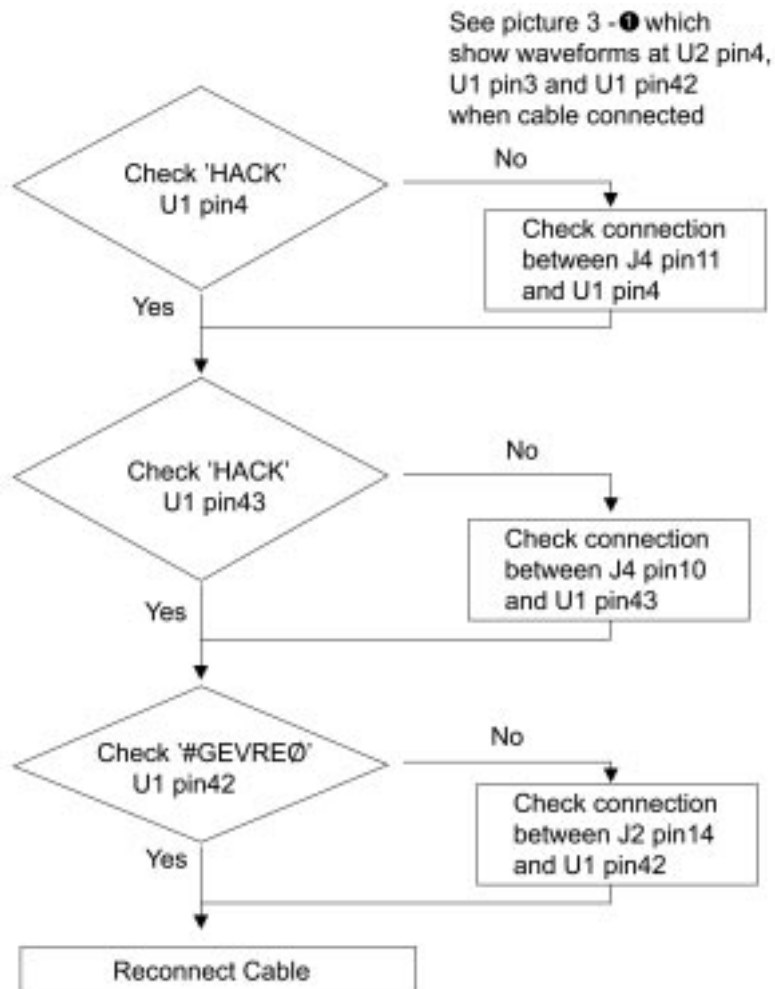 See picture 3 -❶ which
show waveforms at U2 pin4,
U1 pin3 and U1 pin42
when cable connected
Check 'HACK'
U1 pin4
No
Check connection
between J4 pin11
and U1 pin4
Yes
Check 'HACK'
U1 pin43
No
Check connection
between J4 pin10
and U1 pin43
Yes
Check '#GEVREØ'
U1 pin42
No
Check connection
between J2 pin14
and U1 pin42
Yes
Reconnect Cable